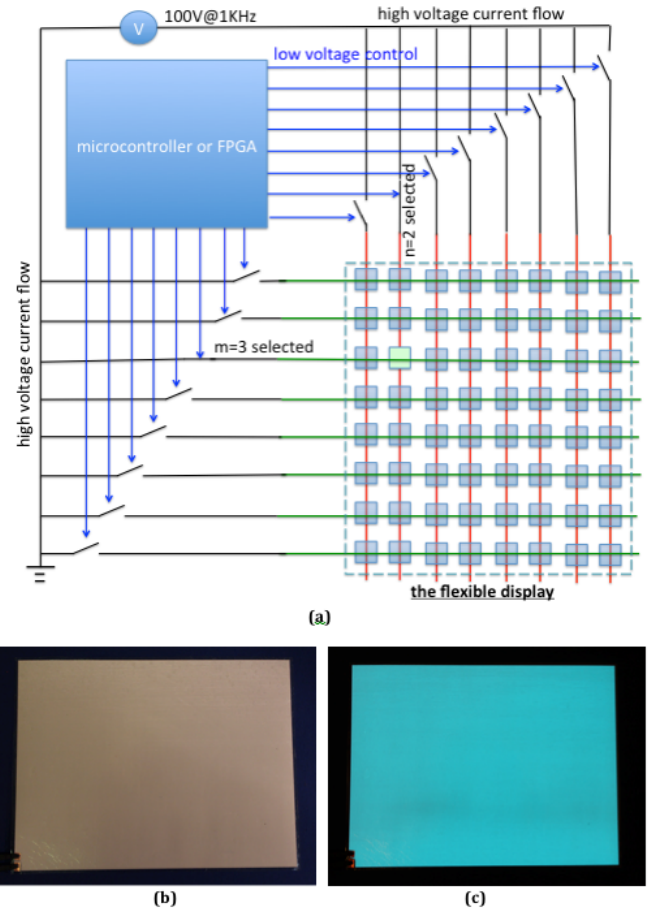 100V@1KHz
high voltage current flow
V
low voltage control
microcontroller or FPGA
n=2 selected
high voltage current flow
m=3 selected
the flexible display
(a)
(b)
(c)